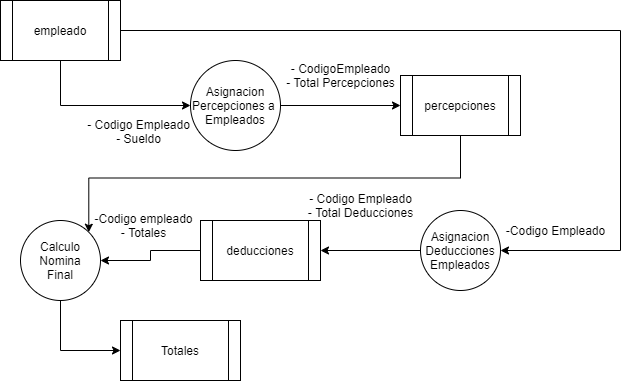 empleado
- CodigoEmpleado
- Total Percepciones
Asignacion
Percepciones a
Empleados
percepciones
- Codigo Empleado
- Sueldo
- Codigo Empleado
- Total Deducciones
-Codigo empleado
- Totales
-Codigo Empleado
Calculo
Nomina
Final
deducciones
Asignacion
Deducciones
Empleados
Totales